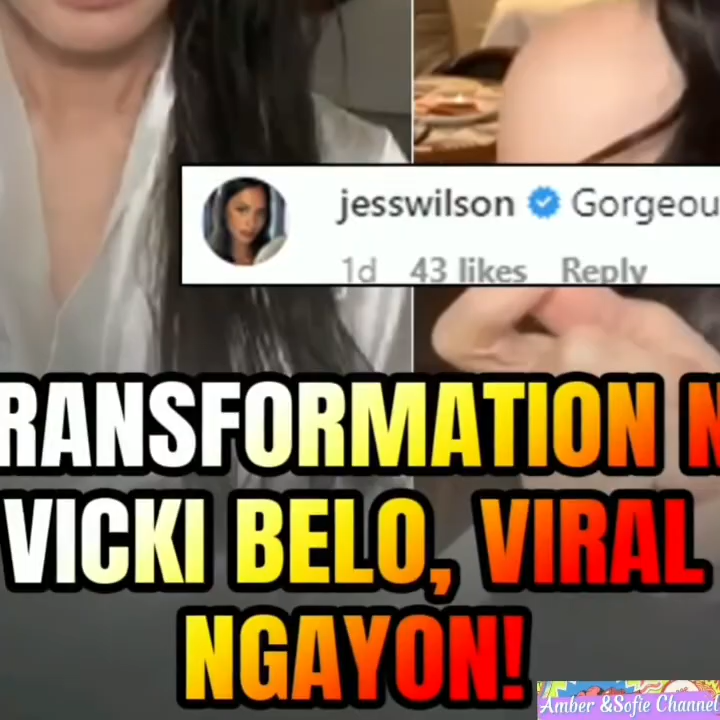 jesswilson Gorgeou
1d 43 likes Reply
RANSFORMATION N
VICKI BELO, VIRAL
NGAYON!
Amber &Sofie Channel